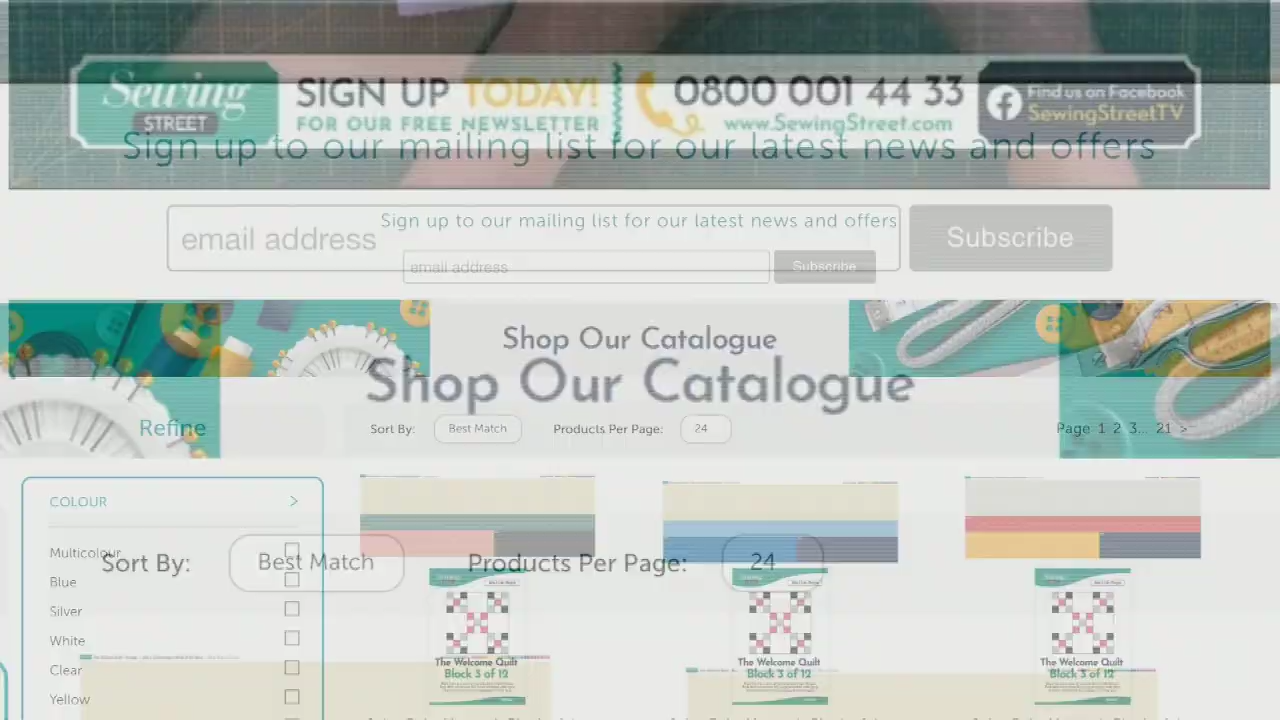 Sewing
STREET
SIGN UP TODAY!
FOR OUR FREE NEWSLETTER
0800 001 44 33
www.SewingStreet.com
Find us on Facebook
SewingStreetTV
Sign up to our mailing list for our latest news and offers
Sign up to our mailing list for our latest news and offers
email address
Subscribe
email address
Subscribe
Shop Our Catalogue
Shop Our Catalogue
Refine
Sort By:
Best Match
Products Per Page:
24
Page 1 2 3... 21 >
COLOUR >
Multicolour
Blue
Silver
White
Clear
Yellow
Sort By:
Best Match
Products Per Page:
24
The Welcome Quilt
Block 3 of 12
The Welcome Quilt
Block 3 of 12
The Welcome Quilt
Block 3 of 12